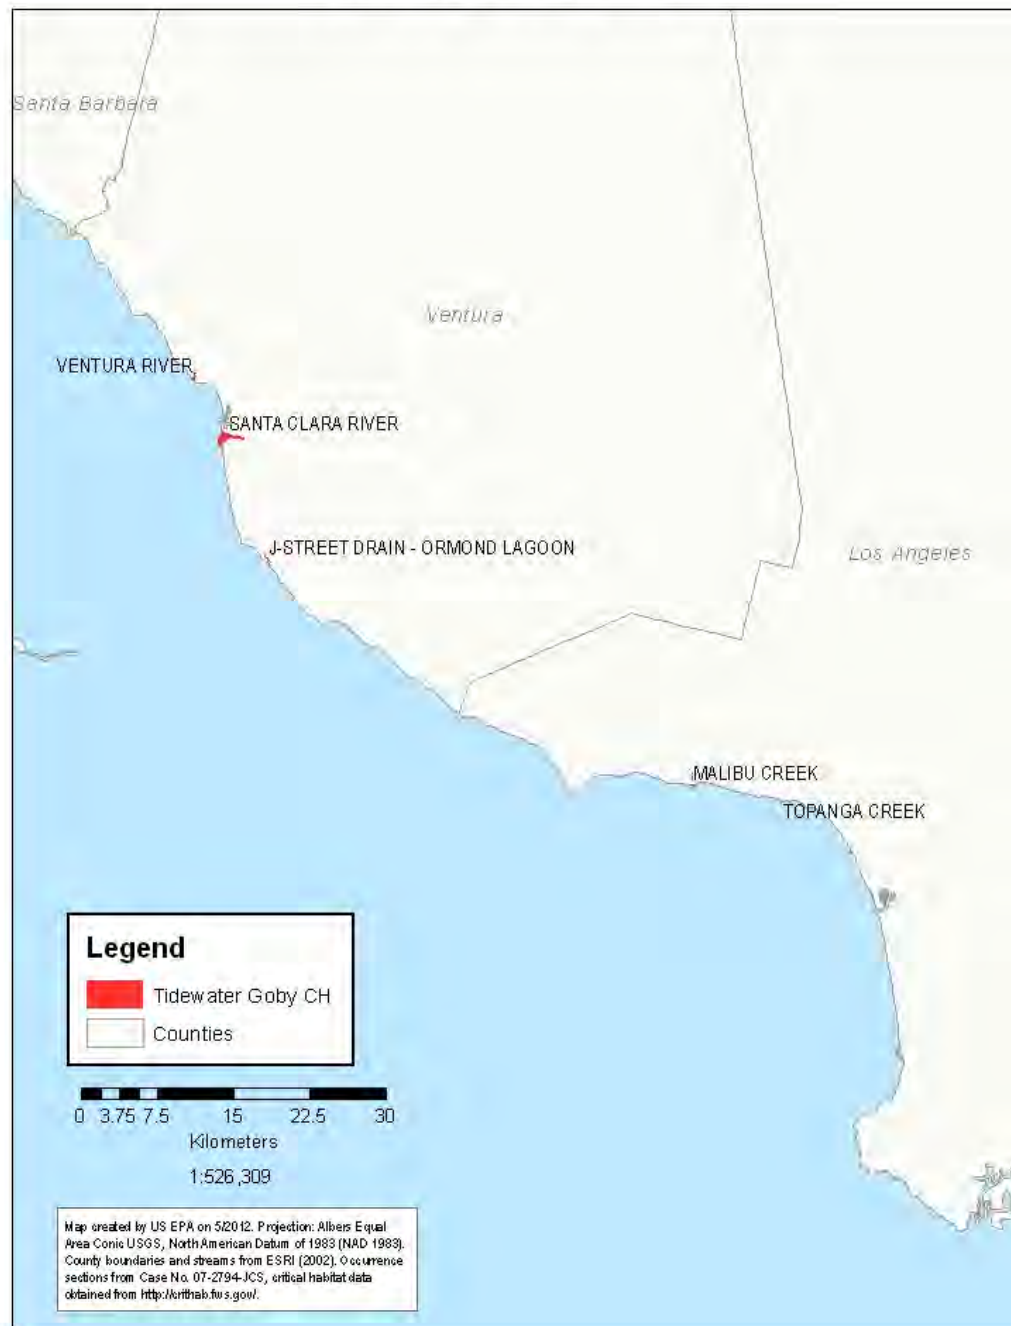 Santa Barbara
Ventura
VENTURA RIVER
SANTA CLARA RIVER
J-STREET DRAIN - ORMOND LAGOON
Los Angeles
MALIBU CREEK
TOPANGA CREEK
Legend
Tidewater Goby CH
Counties
0 3.75 7.5 15 22.5 30
Kilometers
1:526,309
Map created by US EPA on 5/2012. Projection: Albers Equal
Area Conic USGS, North American Datum of 1983 (NAD 1983).
County boundaries and streams from ESRI (2002). Occurrence
sections from Case No. 07-2794-JCS, critical habitat data
obtained from http://crithab.fws.gov/.